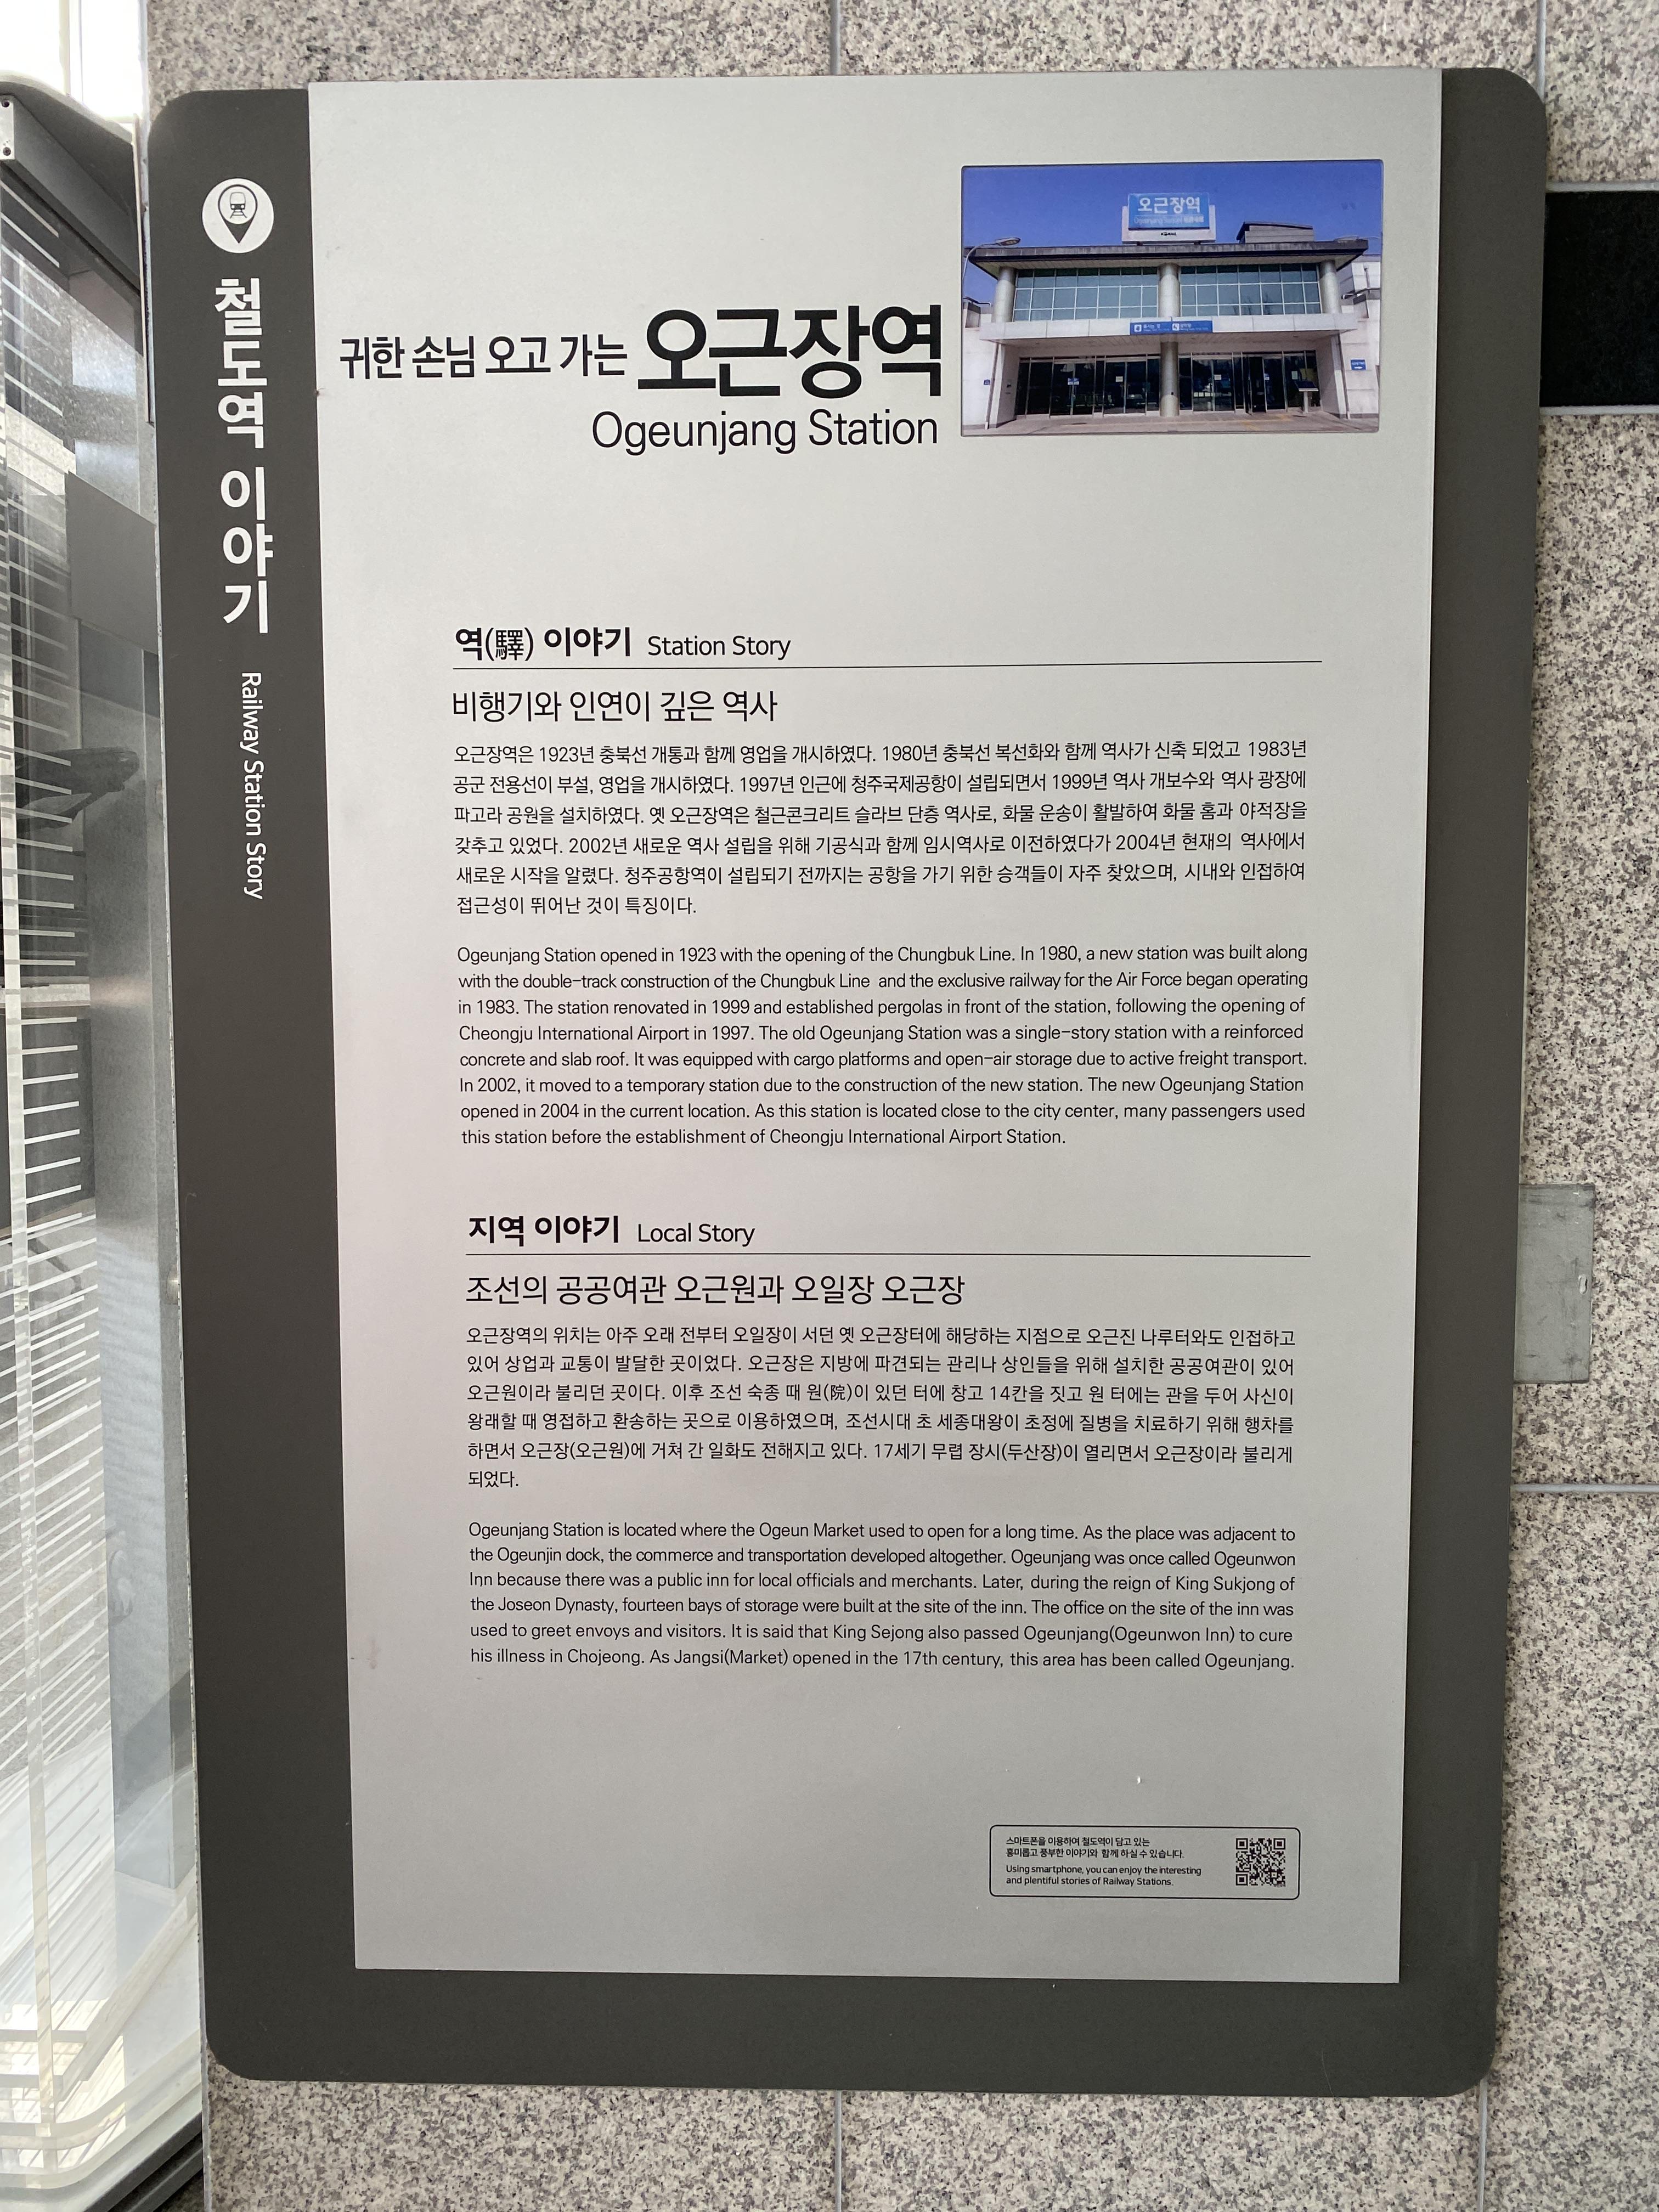 철도역 이야기 Railway Station Story
귀한 손님 오고 가는 오근장역
Ogeunjang Station
오근장역
역(驛) 이야기 Station Story
비행기와 인연이 깊은 역사
오근장역은 1923년 충북선 개통과 함께 영업을 개시하였다. 1980년 충북선 복선화와 함께 역사가 신축 되었고 1983년
공군 전용선이 부설, 영업을 개시하였다. 1997년 인근에 청주국제공항이 설립되면서 1999년 역사 개보수와 역사 광장에
파고라 공원을 설치하였다. 옛 오근장역은 철근콘크리트 슬라브 단층 역사로, 화물 운송이 활발하여 화물 홈과 야적장을
갖추고 있었다. 2002년 새로운 역사 설립을 위해 기공식과 함께 임시역사로 이전하였다가 2004년 현재의 역사에서
새로운 시작을 알렸다. 청주공항역이 설립되기 전까지는 공항을 가기 위한 승객들이 자주 찾았으며, 시내와 인접하여
접근성이 뛰어난 것이 특징이다.
Ogeunjang Station opened in 1923 with the opening of the Chungbuk Line. In 1980, a new station was built along
with the double-track construction of the Chungbuk Line and the exclusive railway for the Air Force began operating
in 1983. The station renovated in 1999 and established pergolas in front of the station, following the opening of
Cheongju International Airport in 1997. The old Ogeunjang Station was a single-story station with a reinforced
concrete and slab roof. It was equipped with cargo platforms and open-air storage due to active freight transport.
In 2002, it moved to a temporary station due to the construction of the new station. The new Ogeunjang Station
opened in 2004 in the current location. As this station is located close to the city center, many passengers used
this station before the establishment of Cheongju International Airport Station.
지역 이야기 Local Story
조선의 공공여관 오근원과 오일장 오근장
오근장역의 위치는 아주 오래 전부터 오일장이 서던 옛 오근장터에 해당하는 지점으로 오근진 나루터와도 인접하고
있어 상업과 교통이 발달한 곳이었다. 오근장은 지방에 파견되는 관리나 상인들을 위해 설치한 공공여관이 있어
오근원이라 불리던 곳이다. 이후 조선 숙종 때 원(院)이 있던 터에 창고 14칸을 짓고 원 터에는 관을 두어 사신이
왕래할 때 영접하고 환송하는 곳으로 이용하였으며, 조선시대 초 세종대왕이 초정에 질병을 치료하기 위해 행차를
하면서 오근장(오근원)에 거쳐 간 일화도 전해지고 있다. 17세기 무렵 장시(두산장)이 열리면서 오근장이라 불리게
되었다.
Ogeunjang Station is located where the Ogeun Market used to open for a long time. As the place was adjacent to
the Ogeunjin dock, the commerce and transportation developed altogether. Ogeunjang was once called Ogeunwon
Inn because there was a public inn for local officials and merchants. Later, during the reign of King Sukjong of
the Joseon Dynasty, fourteen bays of storage were built at the site of the inn. The office on the site of the inn was
used to greet envoys and visitors. It is said that King Sejong also passed Ogeunjang(Ogeunwon Inn) to cure
his illness in Chojeong. As Jangsi(Market) opened in the 17th century, this area has been called Ogeunjang.
스마트폰을 이용하여 철도역이 담고 있는
흥미롭고 풍부한 이야기와 함께 하실 수 있습니다.
Using smartphone, you can enjoy the interesting
and plentiful stories of Railway Stations.